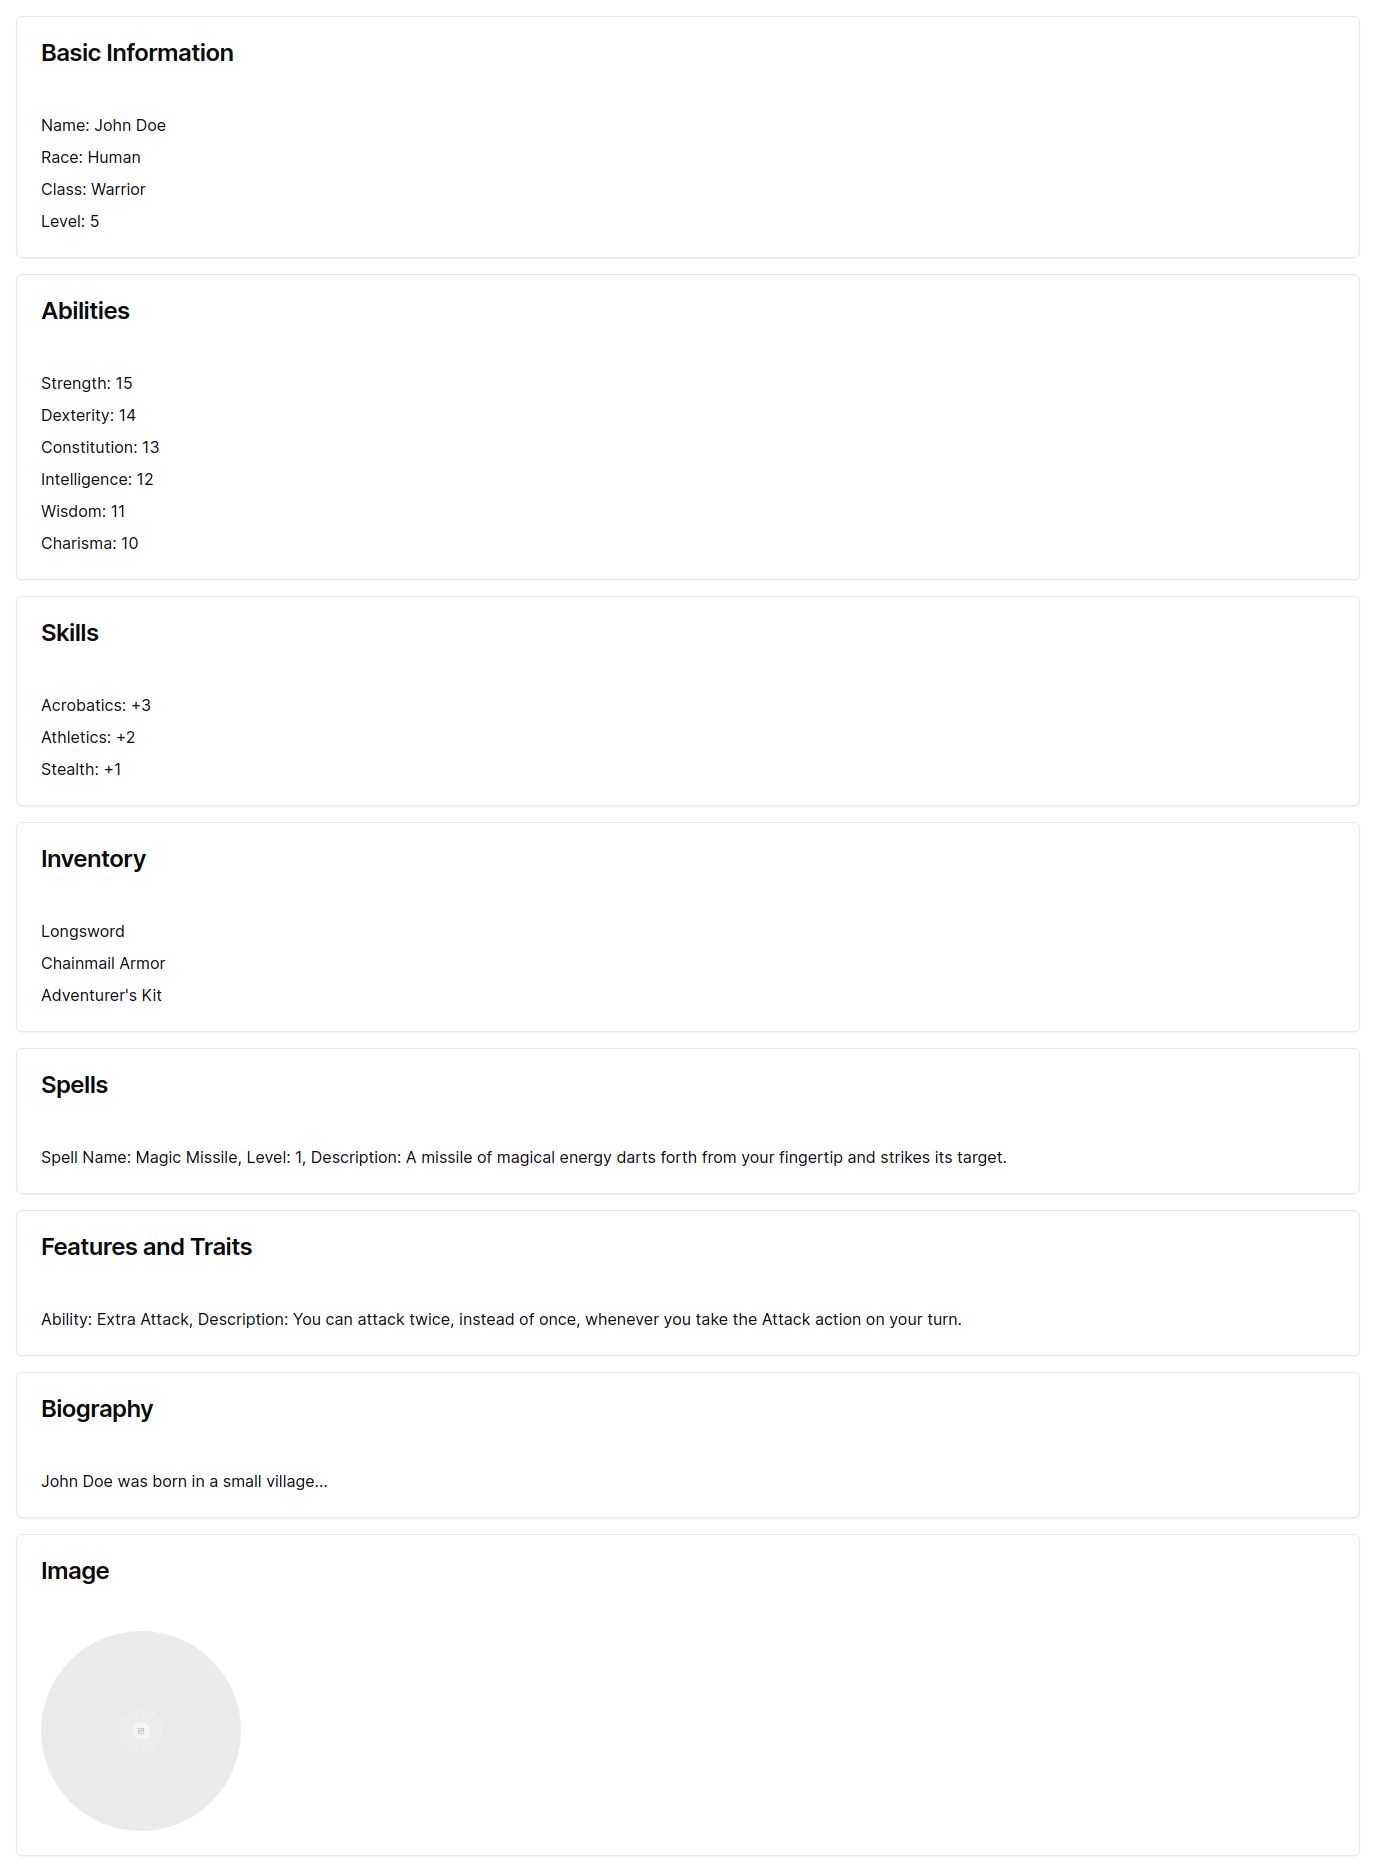 Basic Information
Name: John Doe
Race: Human
Class: Warrior
Level: 5
Abilities
Strength: 15
Dexterity: 14
Constitution: 13
Intelligence: 12
Wisdom: 11
Charisma: 10
Skills
Acrobatics: +3
Athletics: +2
Stealth: +1
Inventory
Longsword
Chainmail Armor
Adventurer's Kit
Spells
Spell Name: Magic Missile, Level: 1, Description: A missile of magical energy darts forth from your fingertip and strikes its target.
Features and Traits
Ability: Extra Attack, Description: You can attack twice, instead of once, whenever you take the Attack action on your turn.
Biography
John Doe was born in a small village...
Image